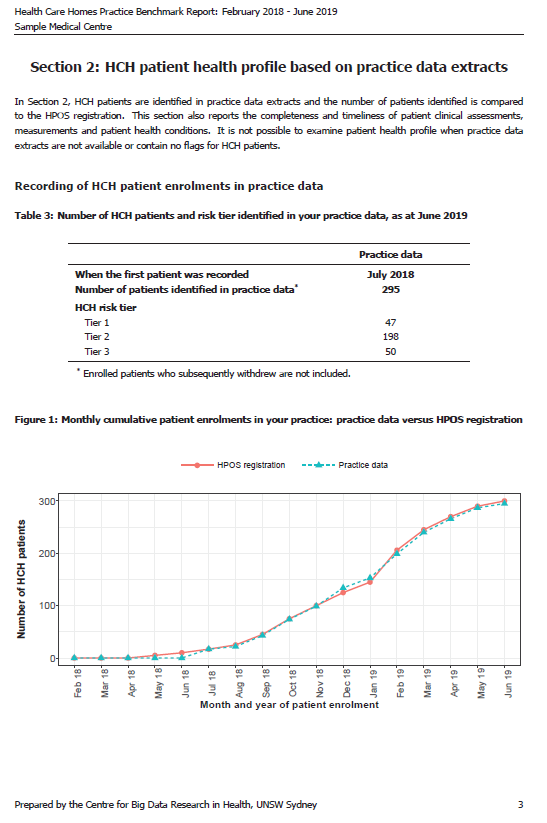 Health Care Homes Practice Benchmark Report: February 2018 - June 2019
Sample Medical Centre
Section 2: HCH patient health profile based on practice data extracts
In Section 2, HCH patients are identified in practice data extracts and the number of patients identified is compared
to the HPOS registration. This section also reports the completeness and timeliness of patient clinical assessments,
measurements and patient health conditions. It is not possible to examine patient health profile when practice data
extracts are not available or contain no flags for HCH patients.
Recording of HCH patient enrolments in practice data
Table 3: Number of HCH patients and risk tier identified in your practice data, as at June 2019
Practice data
When the first patient was recorded July 2018
Number of patients identified in practice data* 295
HCH risk tier
Tier 1 47
Tier 2 198
Tier 3 50
* Enrolled patients who subsequently withdrew are not included.
Figure 1: Monthly cumulative patient enrolments in your practice: practice data versus HPOS registration
HPOS registration Practice data
Number of HCH patients
300
200
100
0
Feb 18 Mar 18 Apr 18 May 18 Jun 18 Jul 18 Aug 18 Sep 18 Oct 18 Nov 18 Dec 18 Jan 19 Feb 19 Mar 19 Apr 19 May 19 Jun 19
Month and year of patient enrolment
Prepared by the Centre for Big Data Research in Health, UNSW Sydney 3